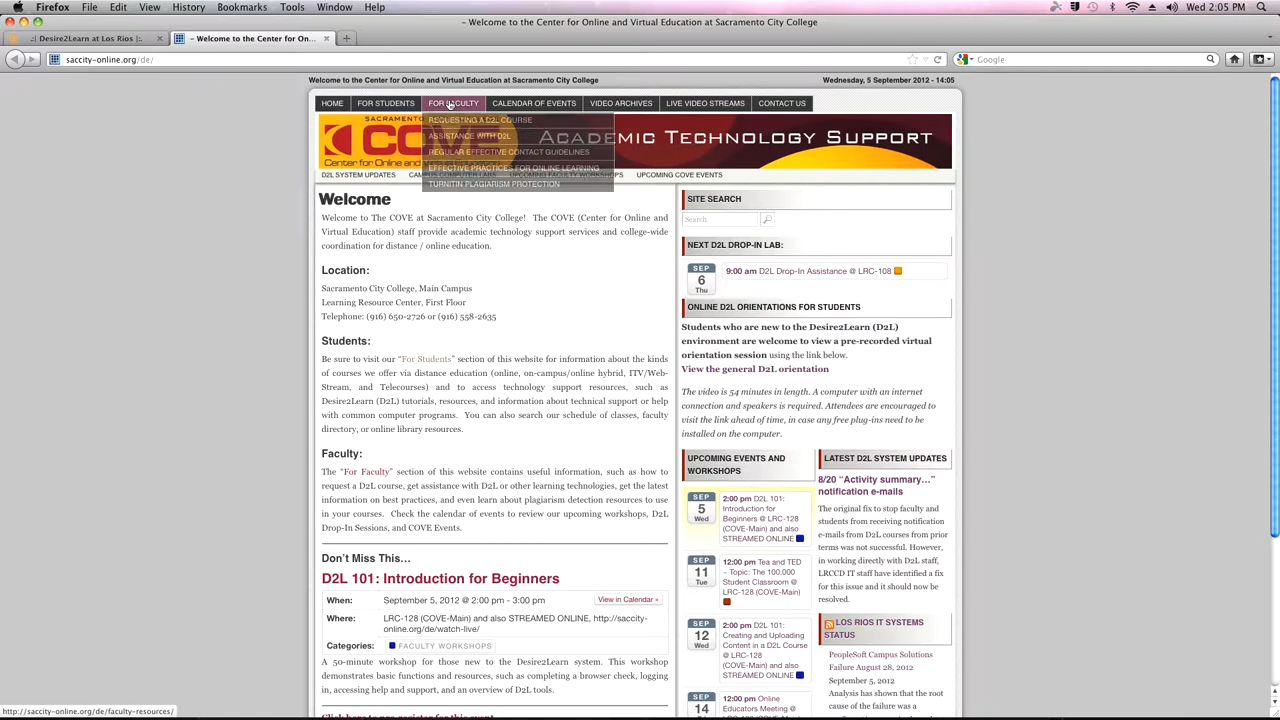 Firefox File Edit View History Bookmarks Tools Window Help Wed 2:05 PM
– Welcome to the Center for Online and Virtual Education at Sacramento City College
.:| Desire2Learn at Los Rios |:. – Welcome to the Center for On...
saccity-online.org/de/ Google
Welcome to the Center for Online and Virtual Education at Sacramento City College Wednesday, 5 September 2012 - 14:05
HOME FOR STUDENTS FOR FACULTY CALENDAR OF EVENTS VIDEO ARCHIVES LIVE VIDEO STREAMS CONTACT US
REQUESTING A D2L COURSE
ASSISTANCE WITH D2L
REGULAR EFFECTIVE CONTACT GUIDELINES
EFFECTIVE PRACTICES FOR ONLINE LEARNING
TURNITIN PLAGIARISM PROTECTION
SACRAMENTO
Center for Online
ACADEMIC TECHNOLOGY SUPPORT
D2L SYSTEM UPDATES UPCOMING COVE EVENTS
Welcome
Welcome to The COVE at Sacramento City College! The COVE (Center for Online and
Virtual Education) staff provide academic technology support services and college-wide
coordination for distance / online education.
Location:
Sacramento City College, Main Campus
Learning Resource Center, First Floor
Telephone: (916) 650-2726 or (916) 558-2635
Students:
Be sure to visit our “For Students” section of this website for information about the kinds
of courses we offer via distance education (online, on-campus/online hybrid, ITV/Web-
Stream, and Telecourses) and to access technology support resources, such as
Desire2Learn (D2L) tutorials, resources, and information about technical support or help
with common computer programs. You can also search our schedule of classes, faculty
directory, or online library resources.
Faculty:
The “For Faculty” section of this website contains useful information, such as how to
request a D2L course, get assistance with D2L or other learning technologies, get the latest
information on best practices, and even learn about plagiarism detection resources to use
in your courses. Check the calendar of events to review our upcoming workshops, D2L
Drop-In Sessions, and COVE Events.
Don’t Miss This…
D2L 101: Introduction for Beginners
When: September 5, 2012 @ 2:00 pm - 3:00 pm View in Calendar »
Where: LRC-128 (COVE-Main) and also STREAMED ONLINE, http://saccity-
online.org/de/watch-live/
Categories: FACULTY WORKSHOPS
A 50-minute workshop for those new to the Desire2Learn system. This workshop
demonstrates basic functions and resources, such as completing a browser check, logging
in, accessing help and support, and an overview of D2L tools.
Click here to pre-register for this event
SITE SEARCH
Search
NEXT D2L DROP-IN LAB:
SEP
6
Thu
9:00 am D2L Drop-In Assistance @ LRC-108
ONLINE D2L ORIENTATIONS FOR STUDENTS
Students who are new to the Desire2Learn (D2L)
environment are welcome to view a pre-recorded virtual
orientation session using the link below.
View the general D2L orientation
The video is 54 minutes in length. A computer with an internet
connection and speakers is required. Attendees are encouraged to
visit the link ahead of time, in case any free plug-ins need to be
installed on the computer.
UPCOMING EVENTS AND
WORKSHOPS
SEP
5
Wed
2:00 pm D2L 101:
Introduction for
Beginners @ LRC-128
(COVE-Main) and also
STREAMED ONLINE
SEP
11
Tue
12:00 pm Tea and TED
– Topic: The 100,000
Student Classroom @
LRC-128 (COVE-Main)
SEP
12
Wed
2:00 pm D2L 101:
Creating and Uploading
Content in a D2L Course
@ LRC-128
(COVE-Main) and also
STREAMED ONLINE
SEP
14
12:00 pm Online
Educators Meeting @
LATEST D2L SYSTEM UPDATES
8/20 “Activity summary…”
notification e-mails
The original fix to stop faculty and
students from receiving notification
e-mails from D2L courses from prior
terms was not successful. However,
in working directly with D2L staff,
LRCCD IT staff have identified a fix
for this issue and it should now be
resolved.
LOS RIOS IT SYSTEMS
STATUS
PeopleSoft Campus Solutions
Failure August 28, 2012
September 5, 2012
Analysis has shown that the root
cause of the failure was a
http://saccity-online.org/de/faculty-resources/